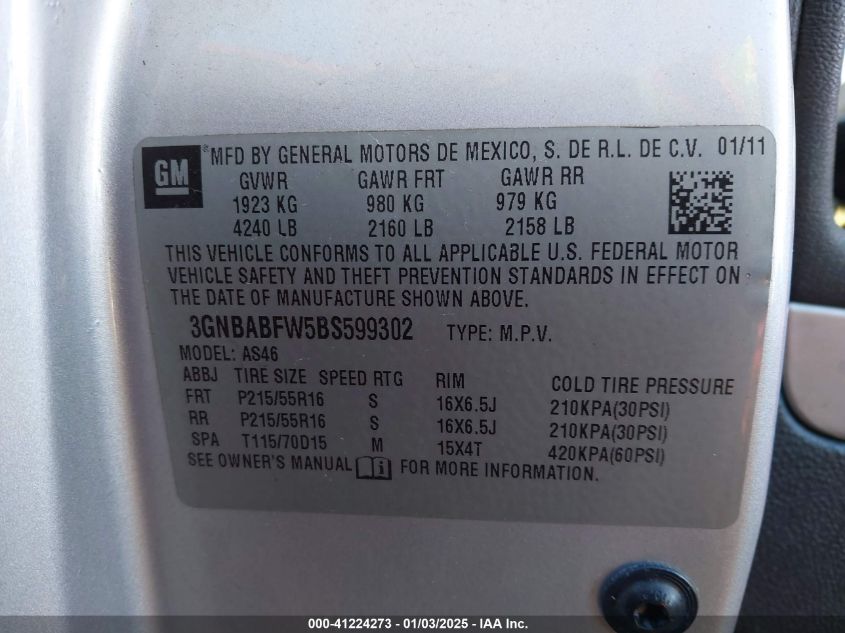 GM
*MFD BY GENERAL MOTORS DE MEXICO, S. DE R.L. DE C.V. 01/11
GVWR GAWR FRT GAWR RR
1923 KG 980 KG 979 KG
4240 LB 2160 LB 2158 LB
THIS VEHICLE CONFORMS TO ALL APPLICABLE U.S. FEDERAL MOTOR
VEHICLE SAFETY AND THEFT PREVENTION STANDARDS IN EFFECT ON
THE DATE OF MANUFACTURE SHOWN ABOVE.
3GNBABFW5BS599302 TYPE: M.P.V.
MODEL: AS46
ABBJ TIRE SIZE SPEED RTG RIM COLD TIRE PRESSURE
FRT P215/55R16 S 16X6.5J 210KPA(30PSI)
RR P215/55R16 S 16X6.5J 210KPA(30PSI)
SPA T115/70D15 M 15X4T 420KPA(60PSI)
SEE OWNER'S MANUAL i FOR MORE INFORMATION.
000-41224273 - 01/03/2025 - IAA Inc.